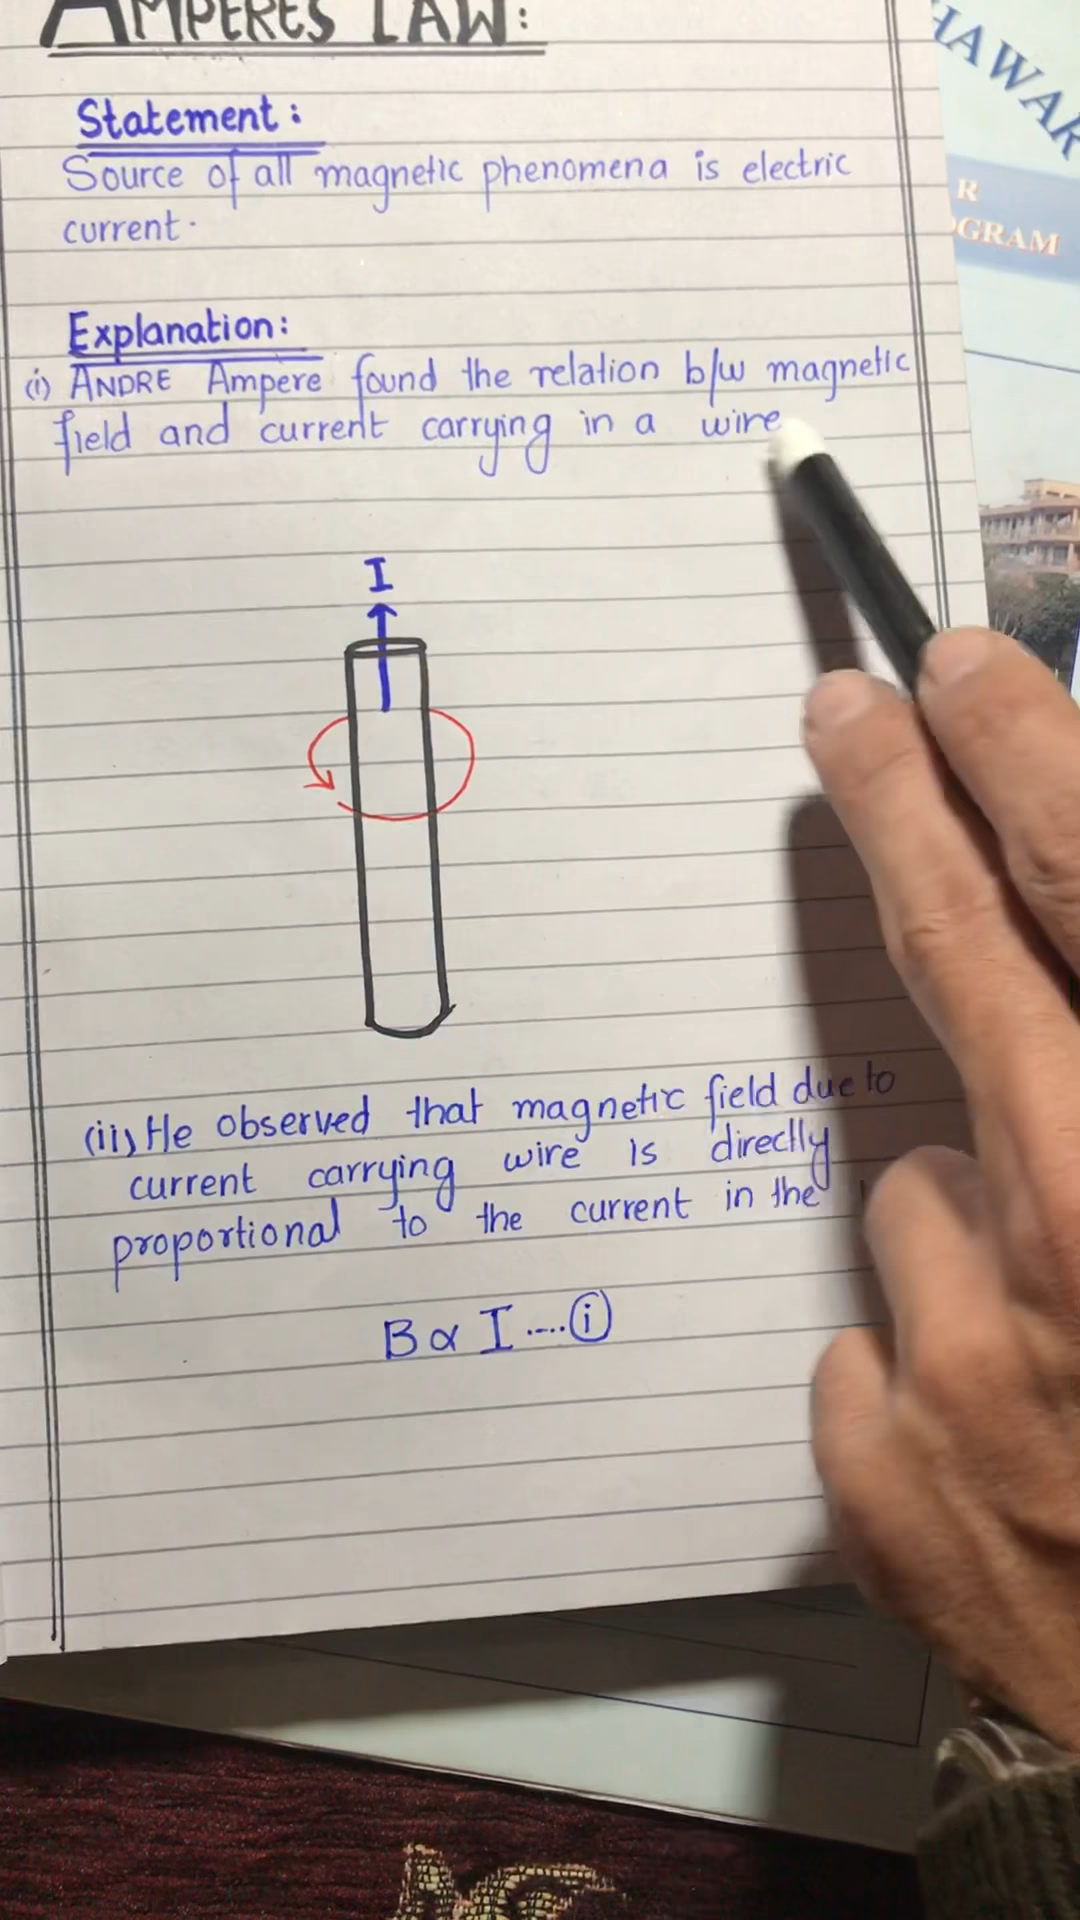 AMPERES LAW:
Statement:
Source of all magnetic phenomena is electric
current.
Explanation:
(i) ANDRE Ampere found the relation b/w magnetic
field and current carrying in a wire
I
(ii) He observed that magnetic field due to
current carrying wire is directly
proportional to the current in the
B α I ....(i)
HAWAR
R
OGRAM